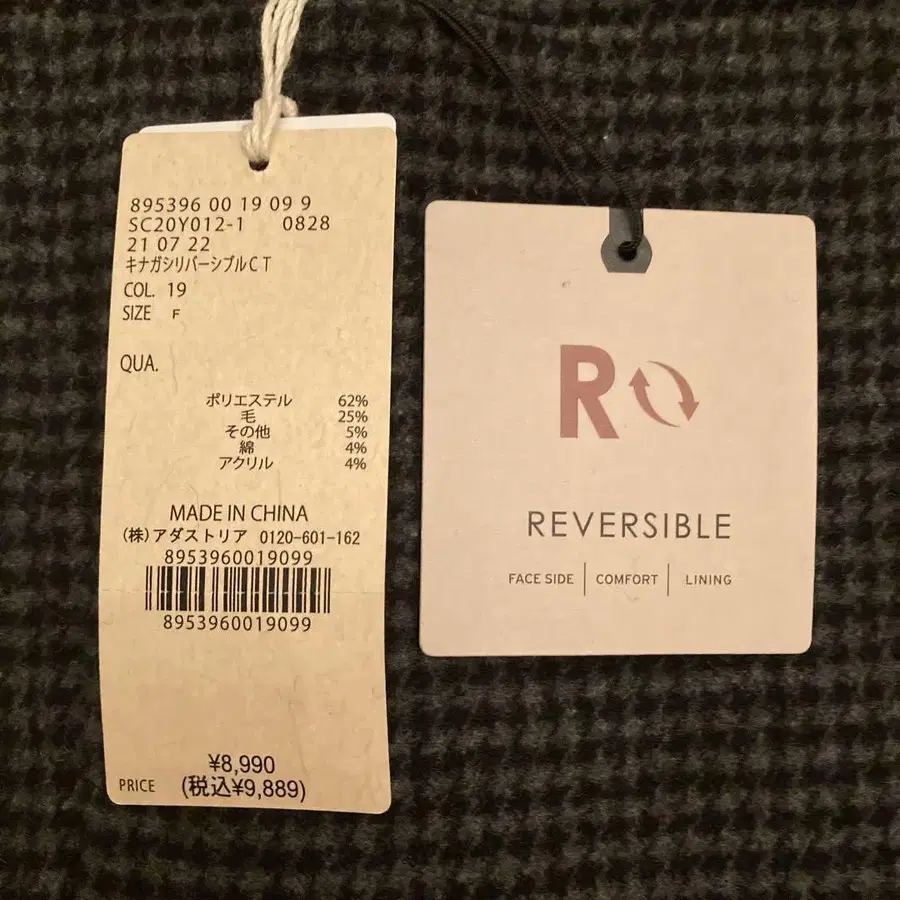 895396 00 19 09 9
SC20Y012-1 0828
21 07 22
キナガシリバーシブルCT
COL. 19
SIZE F
QUA.
ポリエステル 62%
毛 25%
その他 5%
綿 4%
アクリル 4%
MADE IN CHINA
(株)アダストリア 0120-601-162
8953960019099
8953960019099
¥8,990
PRICE (税込¥9,889)
R
REVERSIBLE
FACE SIDE | COMFORT | LINING